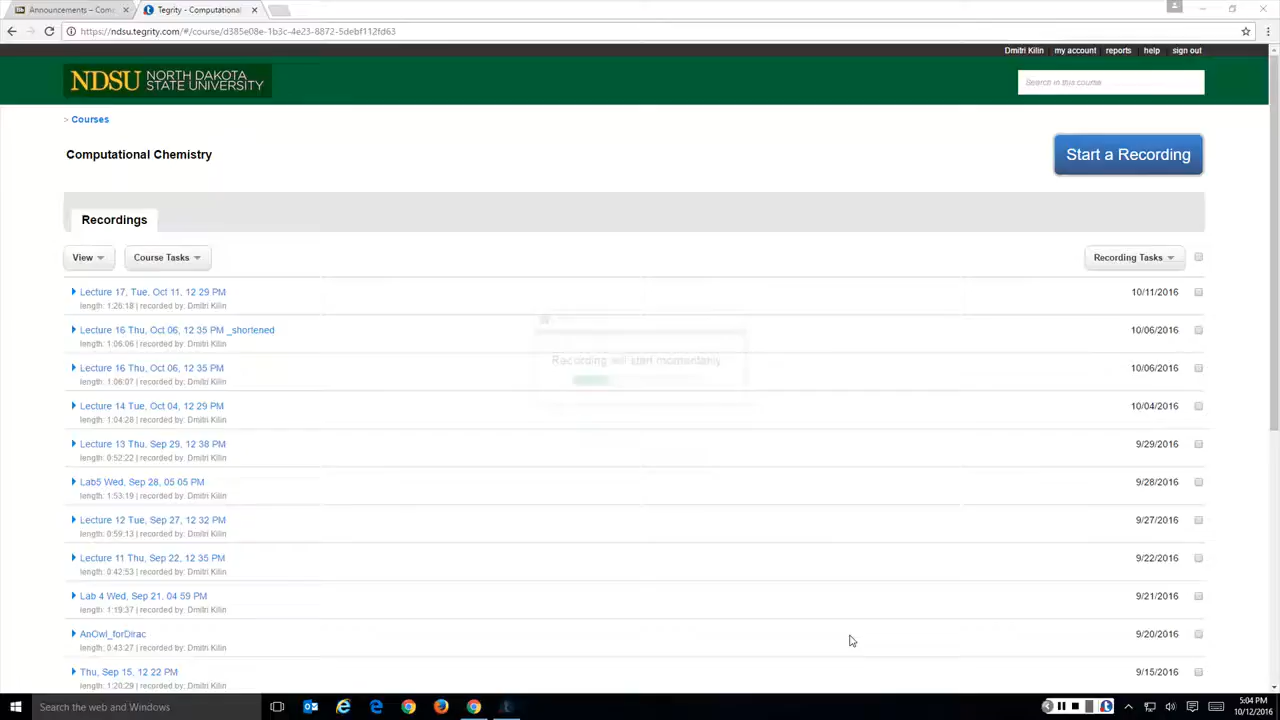 Announcements – Com
Tegrity - Computational
https://ndsu.tegrity.com/#/course/d385e08e-1b3c-4e23-8872-5debf112fd63
Dmitri Kilin my account reports help sign out
NDSU NORTH DAKOTA
STATE UNIVERSITY
Search in this course
> Courses
Computational Chemistry
Start a Recording
Recordings
View Course Tasks Recording Tasks
Lecture 17, Tue, Oct 11, 12 29 PM 10/11/2016
length: 1:26:18 | recorded by: Dmitri Kilin
Lecture 16 Thu, Oct 06, 12 35 PM _shortened 10/06/2016
length: 1:06:06 | recorded by: Dmitri Kilin
Recording will start momentarily
Lecture 16 Thu, Oct 06, 12 35 PM 10/06/2016
length: 1:06:07 | recorded by: Dmitri Kilin
Lecture 14 Tue, Oct 04, 12 29 PM 10/04/2016
length: 1:04:28 | recorded by: Dmitri Kilin
Lecture 13 Thu, Sep 29, 12 38 PM 9/29/2016
length: 0:52:22 | recorded by: Dmitri Kilin
Lab5 Wed, Sep 28, 05 05 PM 9/28/2016
length: 1:53:19 | recorded by: Dmitri Kilin
Lecture 12 Tue, Sep 27, 12 32 PM 9/27/2016
length: 0:59:13 | recorded by: Dmitri Kilin
Lecture 11 Thu, Sep 22, 12 35 PM 9/22/2016
length: 0:42:53 | recorded by: Dmitri Kilin
Lab 4 Wed, Sep 21, 04 59 PM 9/21/2016
length: 1:19:37 | recorded by: Dmitri Kilin
AnOwl_forDirac 9/20/2016
length: 0:43:27 | recorded by: Dmitri Kilin
Thu, Sep 15, 12 22 PM 9/15/2016
length: 1:20:29 | recorded by: Dmitri Kilin
Search the web and Windows
5:04 PM
10/12/2016